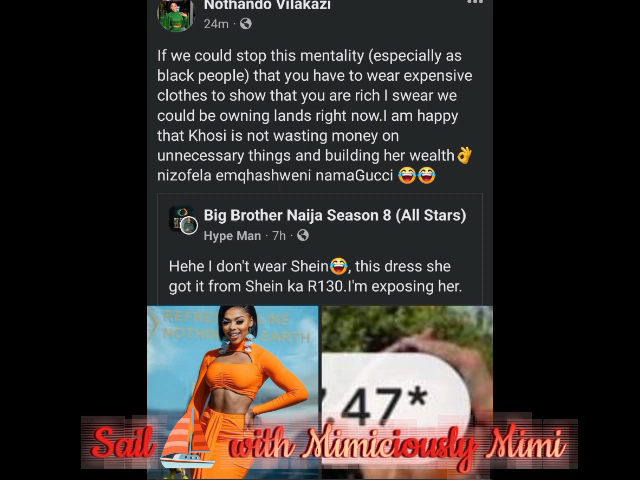 Nothando Vilakazi
24m ·
If we could stop this mentality (especially as
black people) that you have to wear expensive
clothes to show that you are rich I swear we
could be owning lands right now.I am happy
that Khosi is not wasting money on
unnecessary things and building her wealth👌
nizofela emqhashweni namaGucci 😂😂
Big Brother Naija Season 8 (All Stars)
Hype Man · 7h ·
Hehe I don't wear Shein😂, this dress she
got it from Shein ka R130.I'm exposing her.
EARTH
47*
Sail with Mimiciously Mimi